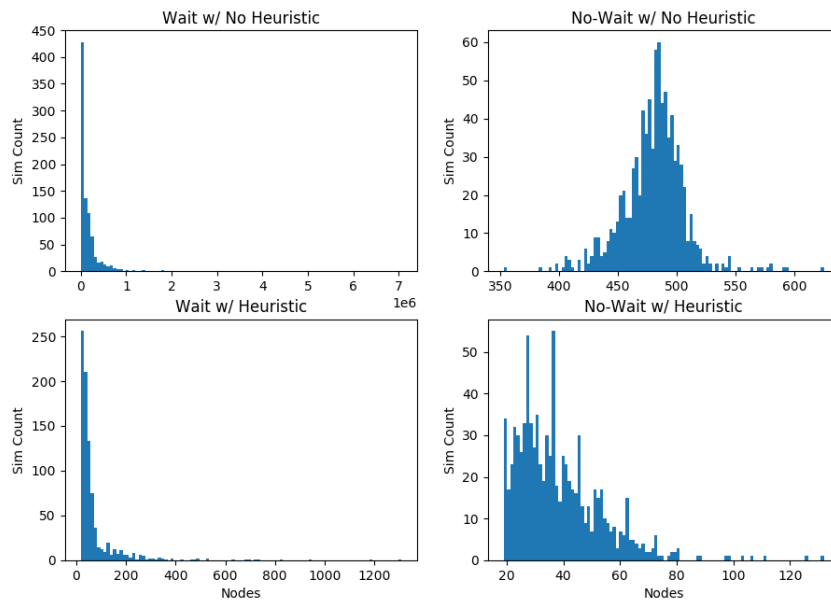 Wait w/ No Heuristic
450
400
350
300
250
200
150
100
50
0
Sim Count
0 1 2 3 4 5 6 7
1e6
No-Wait w/ No Heuristic
60
50
40
30
20
10
0
Sim Count
350 400 450 500 550 600
Wait w/ Heuristic
250
200
150
100
50
0
Sim Count
0 200 400 600 800 1000 1200
Nodes
No-Wait w/ Heuristic
50
40
30
20
10
0
Sim Count
20 40 60 80 100 120
Nodes